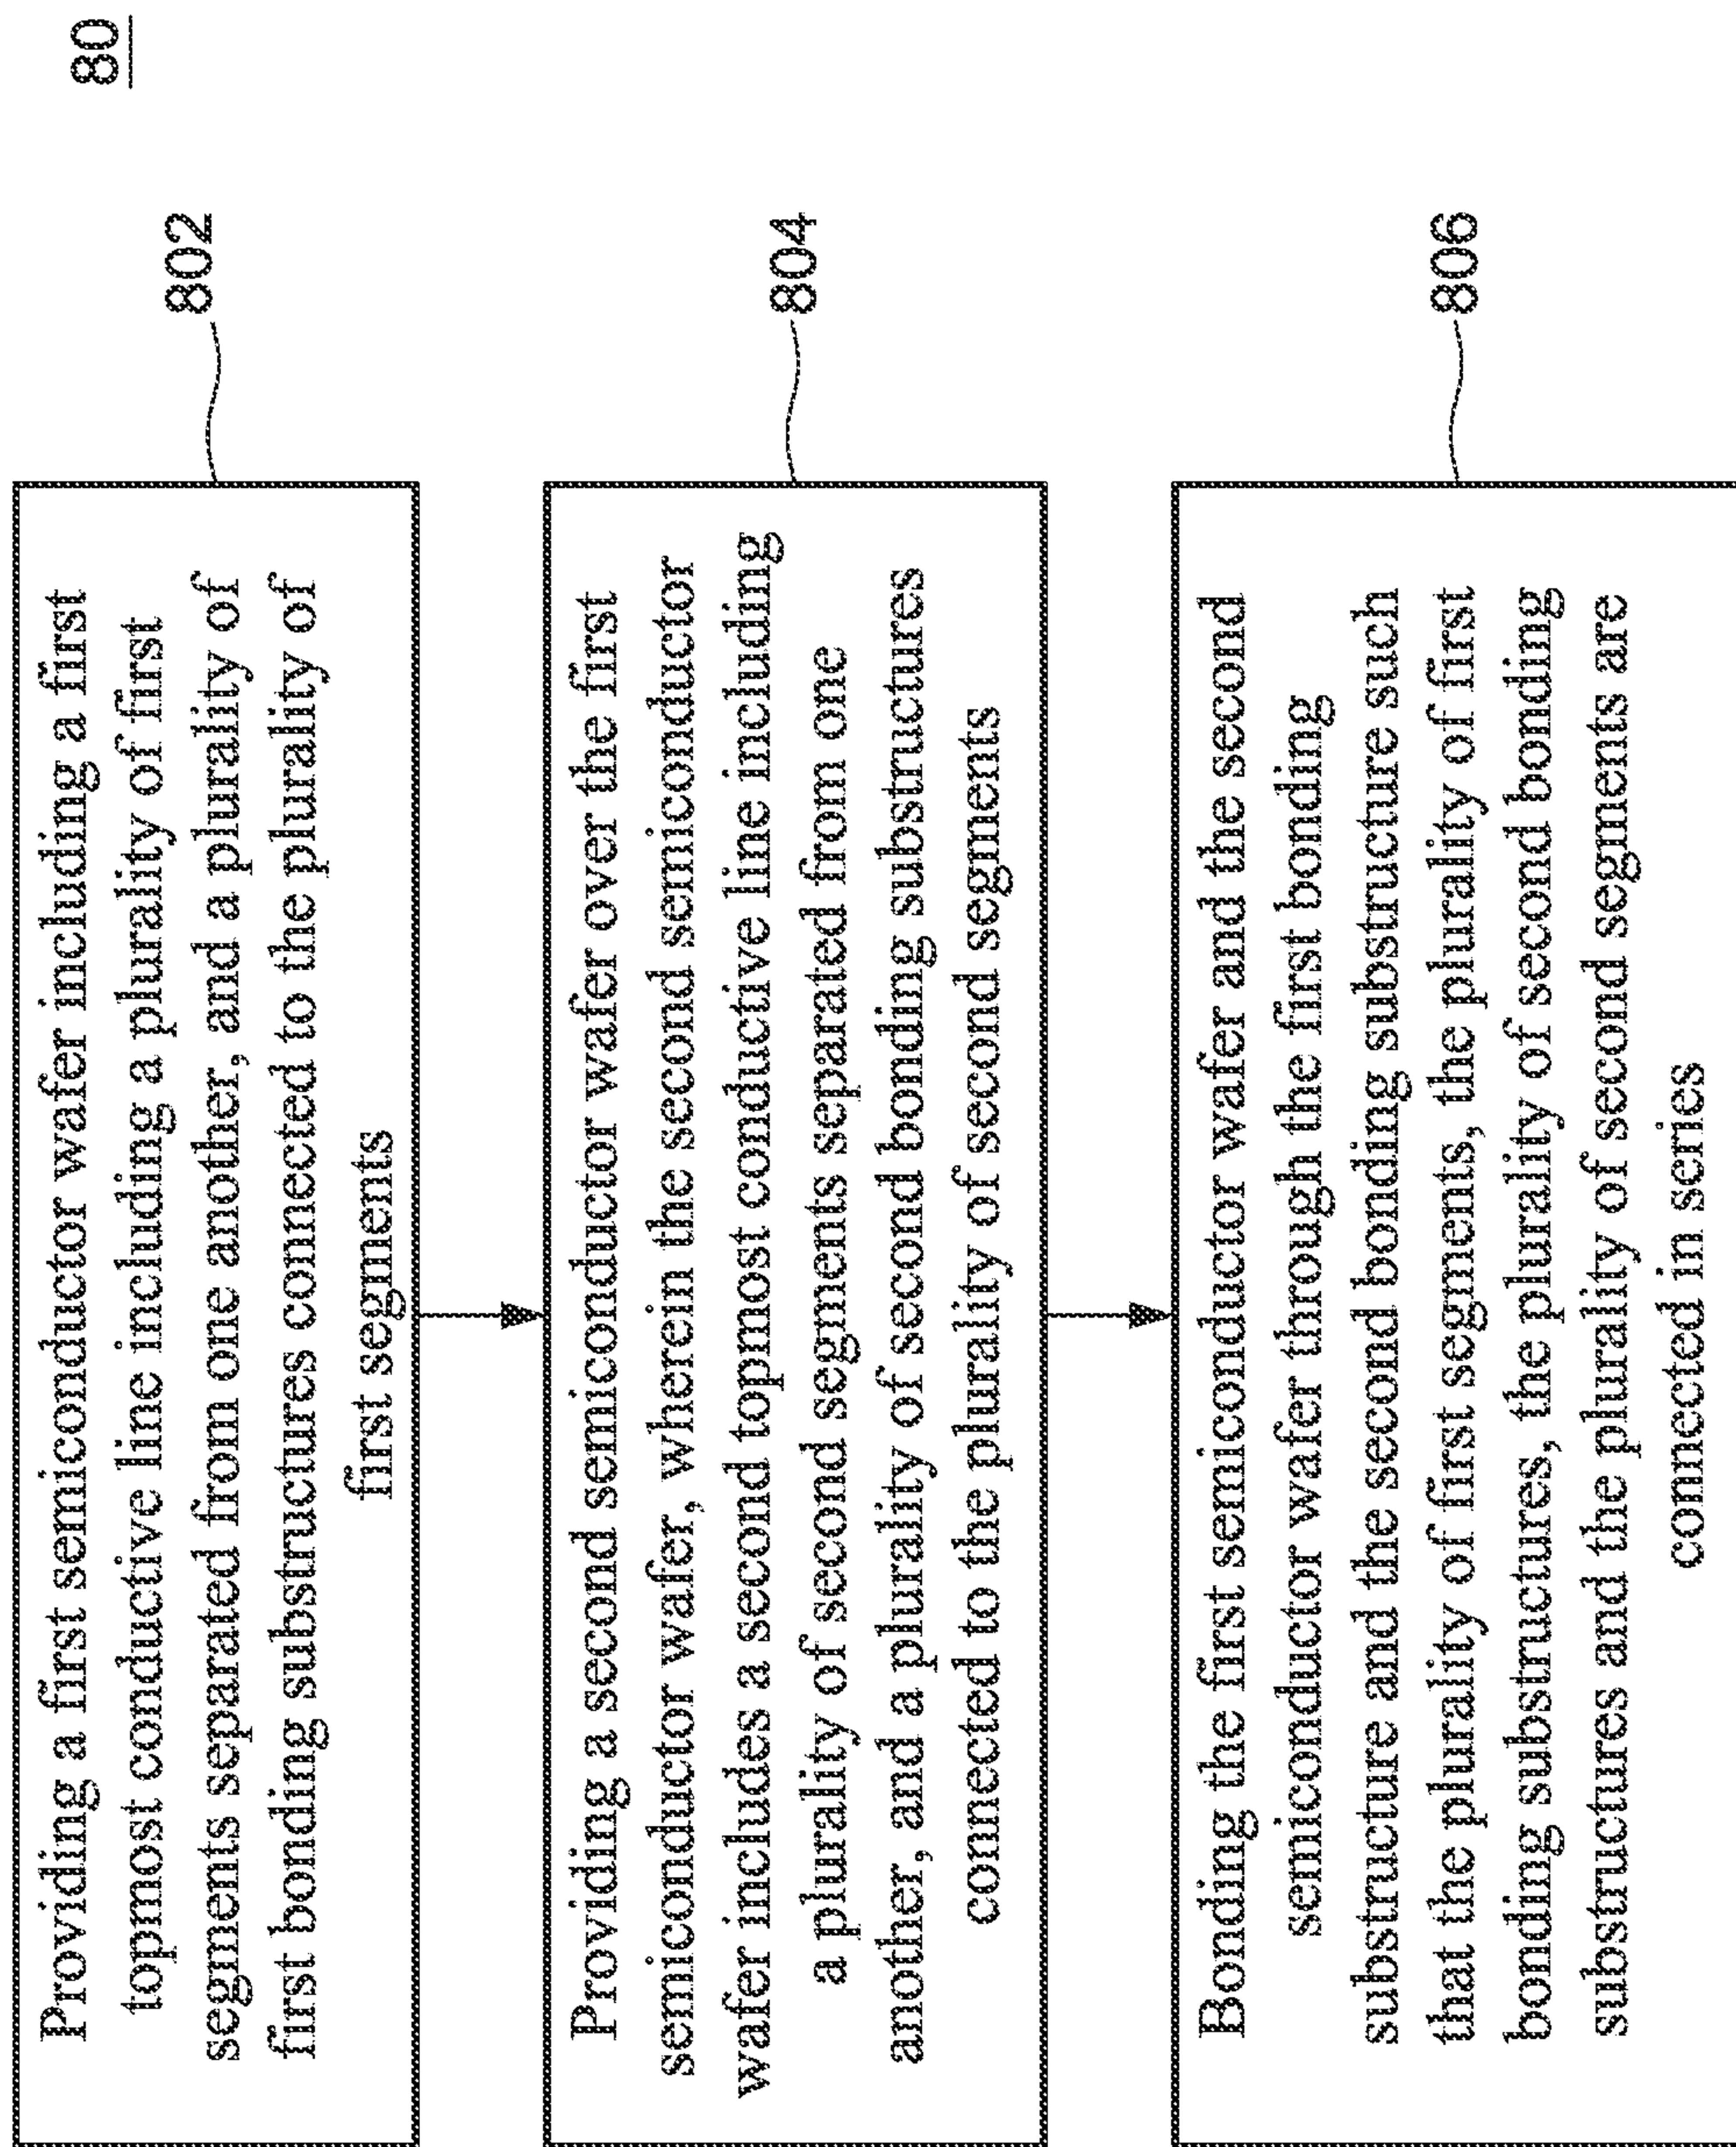 80
Providing a first semiconductor wafer including a first
topmost conductive line including a plurality of first
segments separated from one another, and a plurality of
first bonding substructures connected to the plurality of
first segments
802
Providing a second semiconductor wafer over the first
semiconductor wafer, wherein the second semiconductor
wafer includes a second topmost conductive line including
a plurality of second segments separated from one
another, and a plurality of second bonding substructures
connected to the plurality of second segments
804
Bonding the first semiconductor wafer and the second
semiconductor wafer through the first bonding
substructure and the second bonding substructure such
that the plurality of first segments, the plurality of first
bonding substructures, the plurality of second bonding
substructures and the plurality of second segments are
connected in series
806